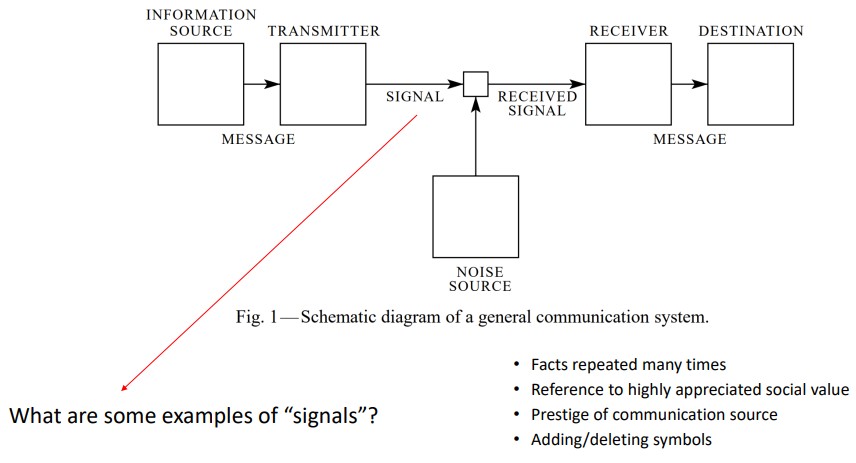 INFORMATION
SOURCE
TRANSMITTER
RECEIVER
DESTINATION
SIGNAL
RECEIVED
SIGNAL
MESSAGE
MESSAGE
NOISE
SOURCE
Fig. 1—Schematic diagram of a general communication system.
• Facts repeated many times
• Reference to highly appreciated social value
• Prestige of communication source
• Adding/deleting symbols
What are some examples of “signals”?